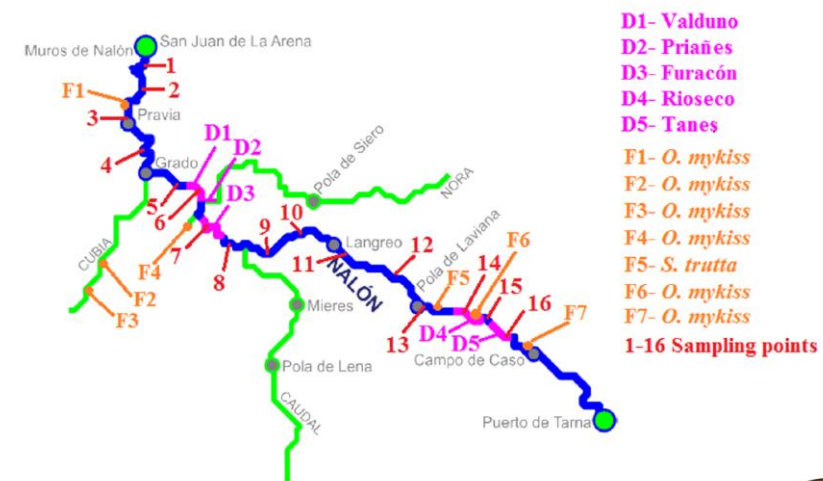 San Juan de La Arena
Muros de Nalón
1
2
F1
Pravia
3
4
Grado
D1
D2
Pola de Siero
NORA
D3
5
6
7
8
9
10
Langreo
11
NALÓN
12
Pola de Laviana
F5
14
F6
15
16
F7
13
D4
D5
Campo de Caso
CUBIA
F4
F2
F3
Mieres
Pola de Lena
CAUDAL
Puerto de Tarna
D1- Valduno
D2- Priañes
D3- Furacón
D4- Rioseco
D5- Tanes
F1- O. mykiss
F2- O. mykiss
F3- O. mykiss
F4- O. mykiss
F5- S. trutta
F6- O. mykiss
F7- O. mykiss
1-16 Sampling points